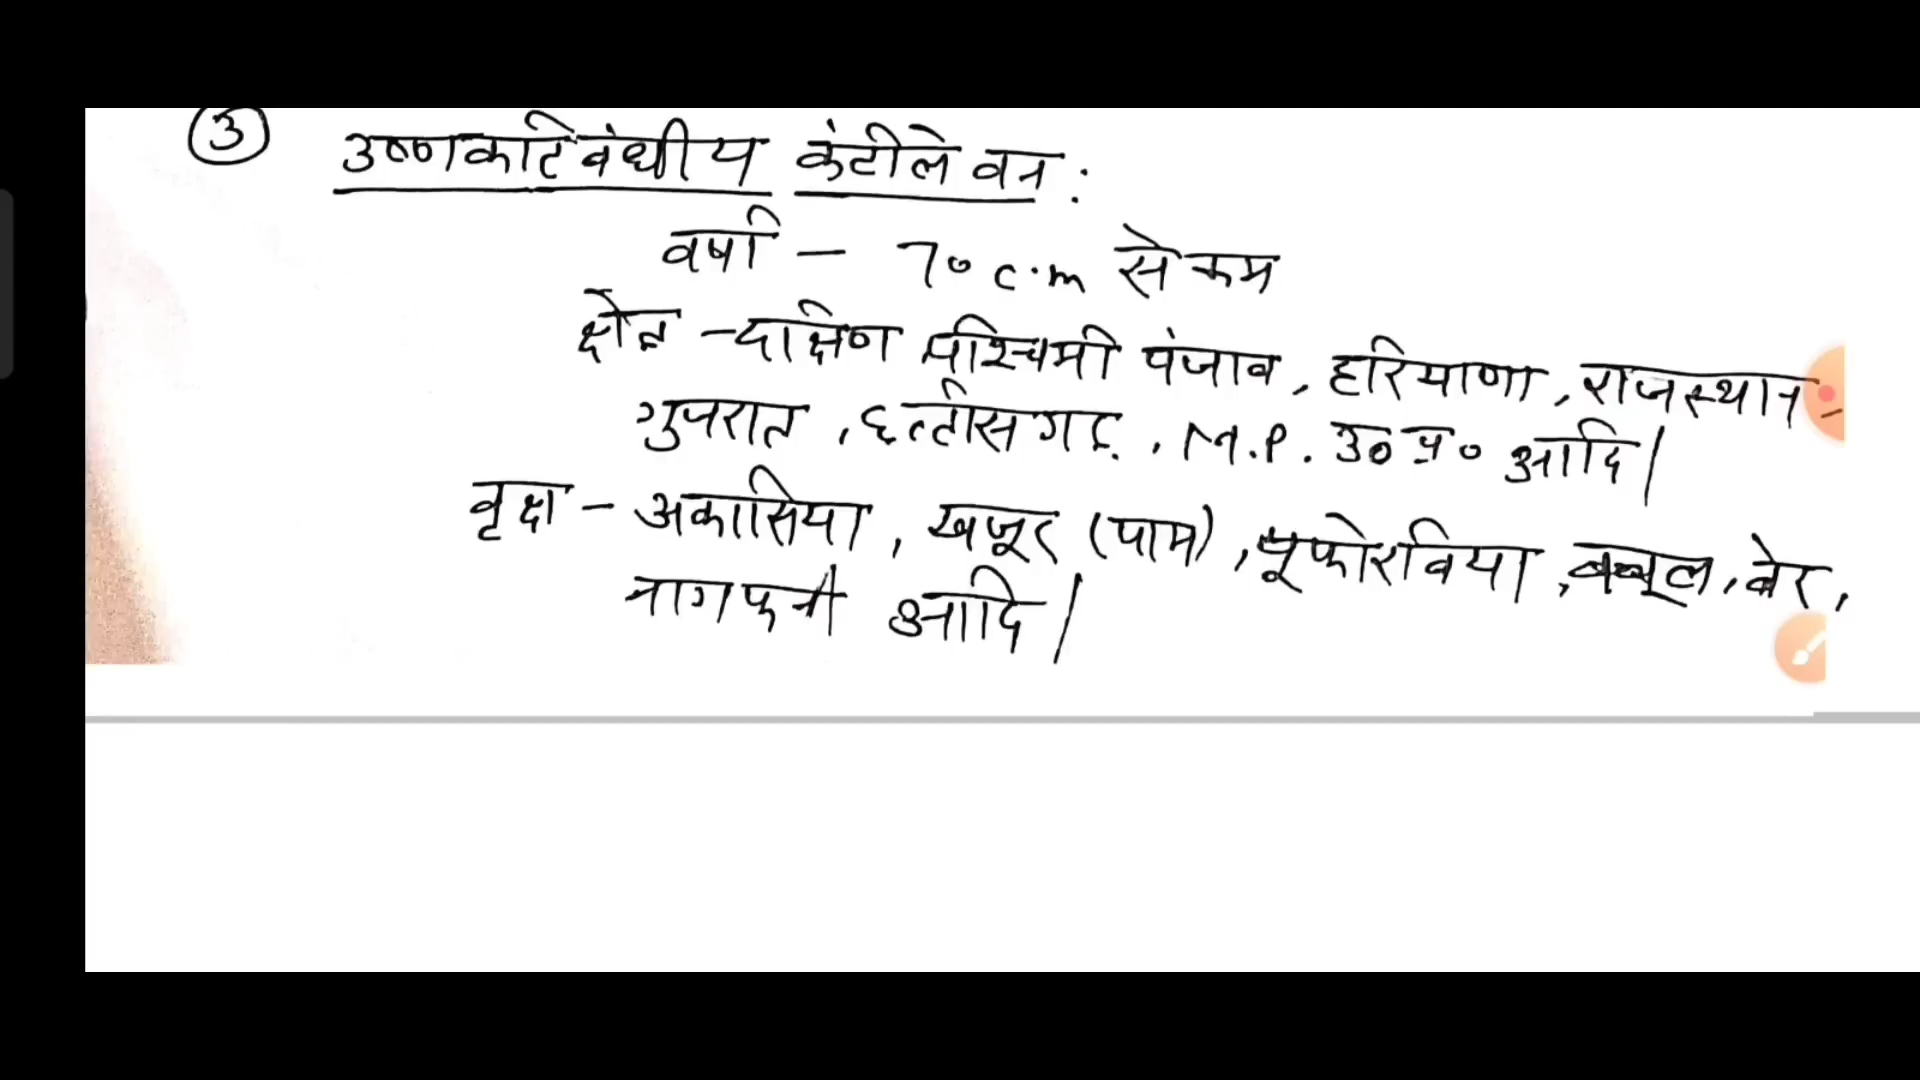 ③ उष्णकटिबंधीय कंटीले वन :
वर्षा – 70 c.m से कम
क्षेत्र – दक्षिण पश्चिमी पंजाब, हरियाणा, राजस्थान
गुजरात, छत्तीसगढ़, M.P. उ० प्र० आदि|
वृक्ष – अकासिया, खजूर (पाम), यूफोरबिया, बबूल, बेर,
नागफनी आदि|